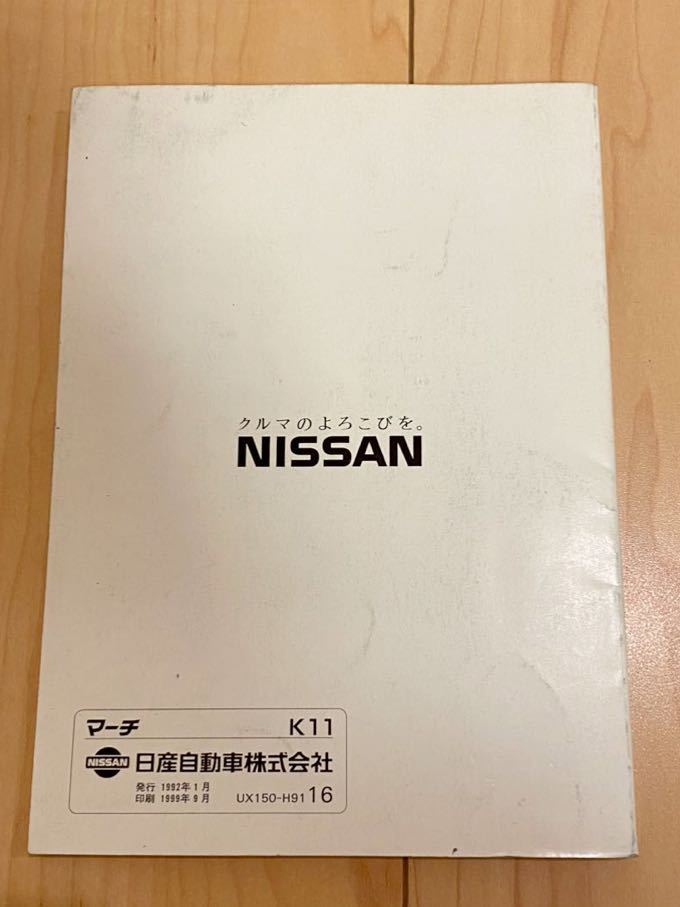 クルマのよろこびを。
NISSAN
マーチ K11
NISSAN 日産自動車株式会社
発行 1992年1月
印刷 1999年9月 UX150-H9116